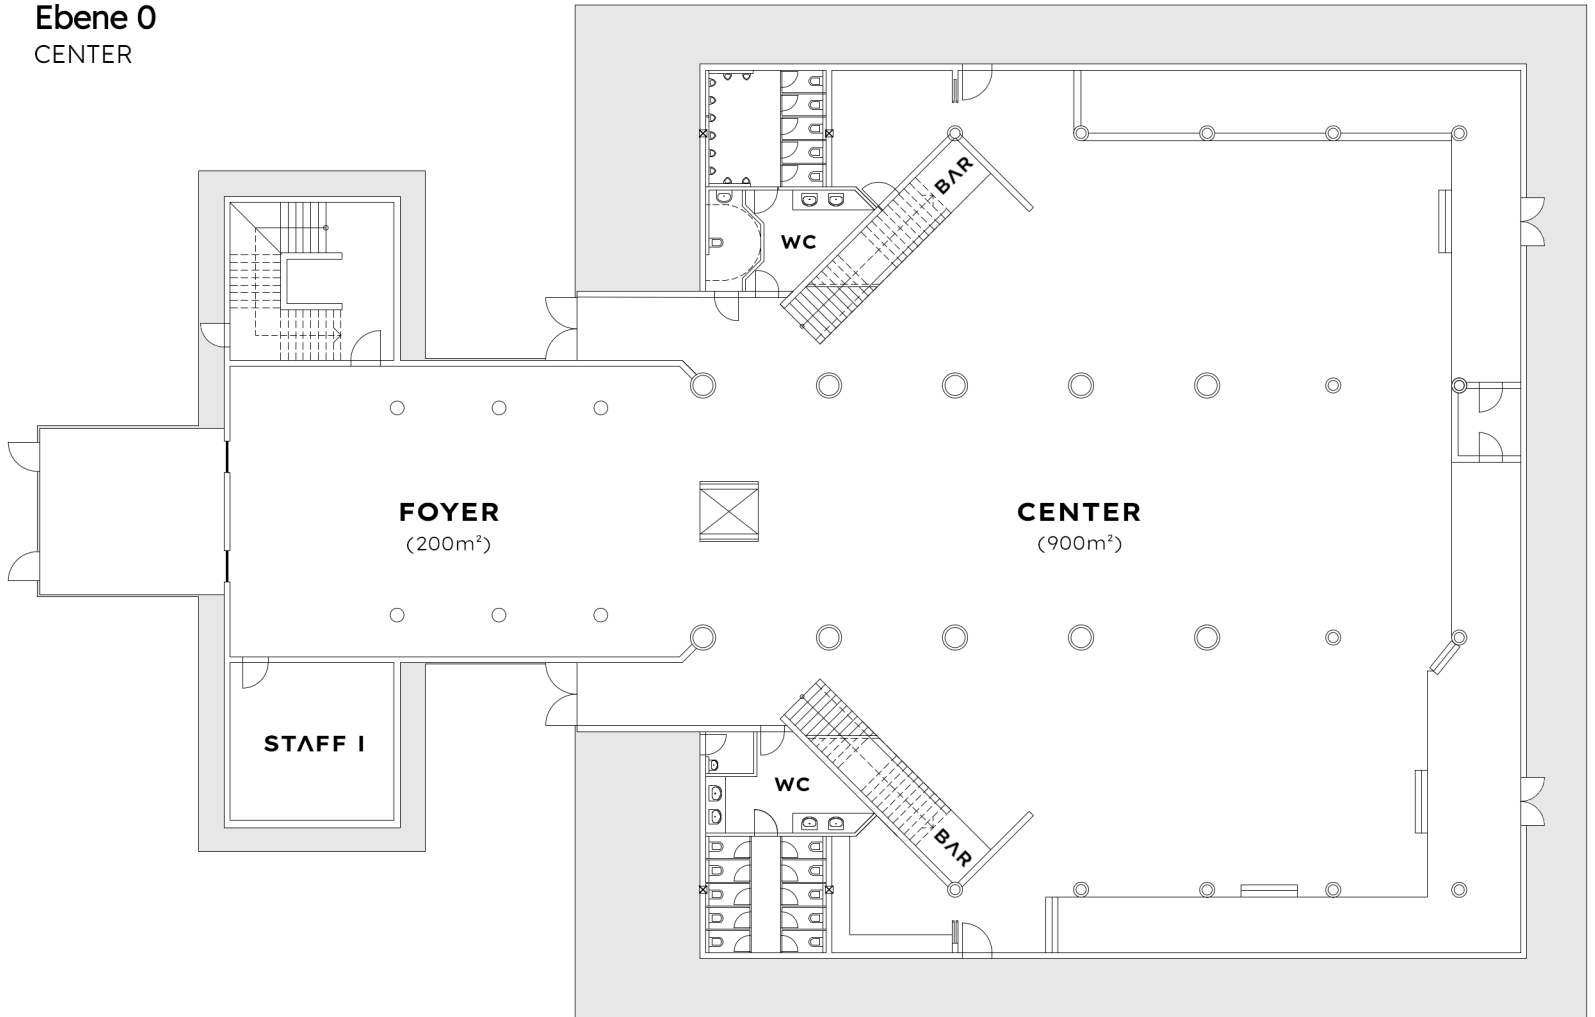 Ebene 0
CENTER
BAR
WC
FOYER
(200m²)
CENTER
(900m²)
STAFF I
WC
BAR